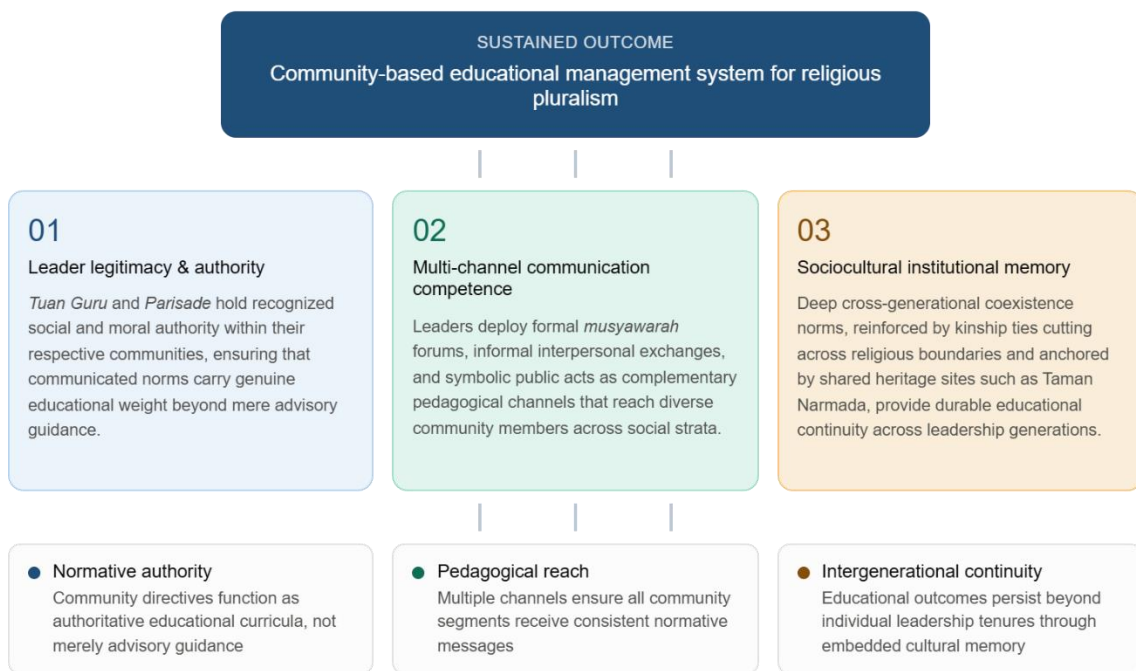 SUSTAINED OUTCOME
Community-based educational management system for religious
pluralism
01
Leader legitimacy & authority
Tuan Guru and Parisade hold recognized
social and moral authority within their
respective communities, ensuring that
communicated norms carry genuine
educational weight beyond mere advisory
guidance.
02
Multi-channel communication
competence
Leaders deploy formal musyawarah
forums, informal interpersonal exchanges,
and symbolic public acts as complementary
pedagogical channels that reach diverse
community members across social strata.
03
Sociocultural institutional memory
Deep cross-generational coexistence
norms, reinforced by kinship ties cutting
across religious boundaries and anchored
by shared heritage sites such as Taman
Narmada, provide durable educational
continuity across leadership generations.
Normative authority
Community directives function as
authoritative educational curricula, not
merely advisory guidance
Pedagogical reach
Multiple channels ensure all community
segments receive consistent normative
messages
Intergenerational continuity
Educational outcomes persist beyond
individual leadership tenures through
embedded cultural memory